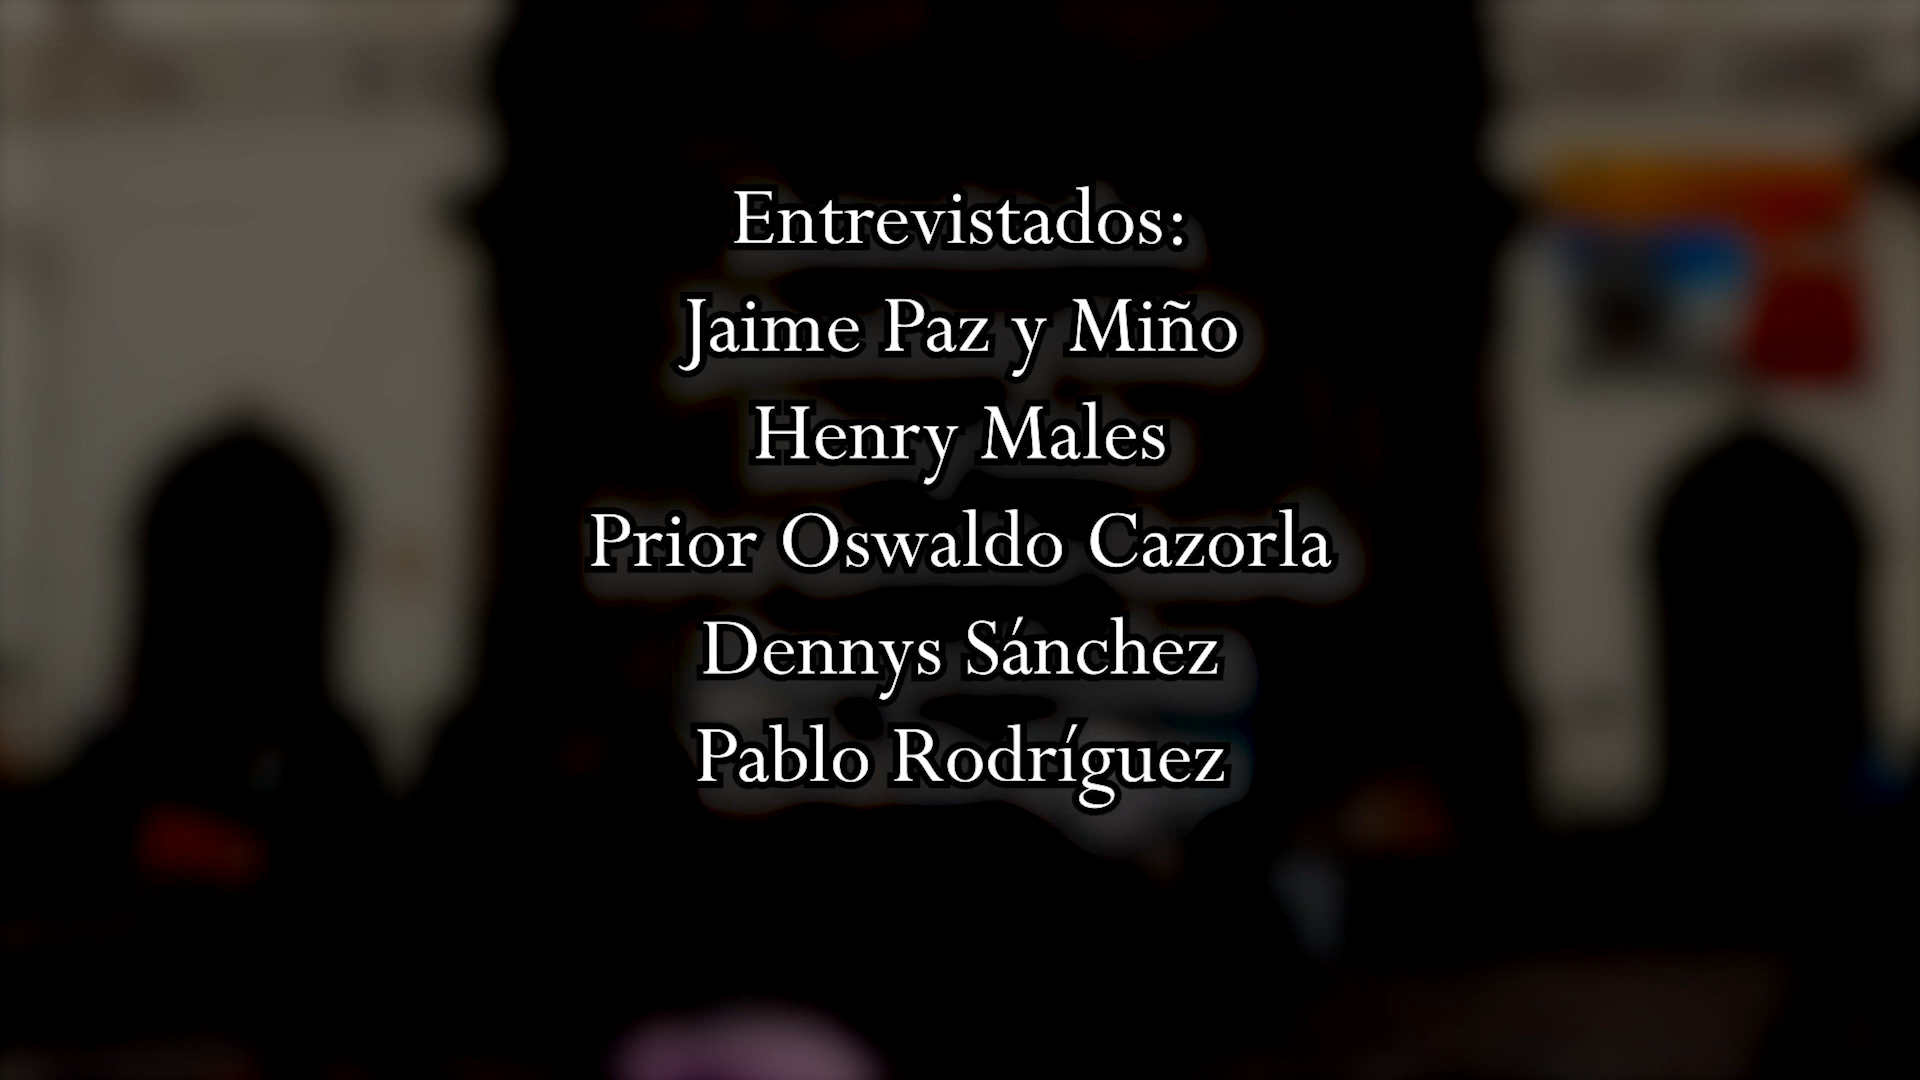 Entrevistados:
Jaime Paz y Miño
Henry Males
Prior Oswaldo Cazorla
Dennys Sánchez
Pablo Rodríguez